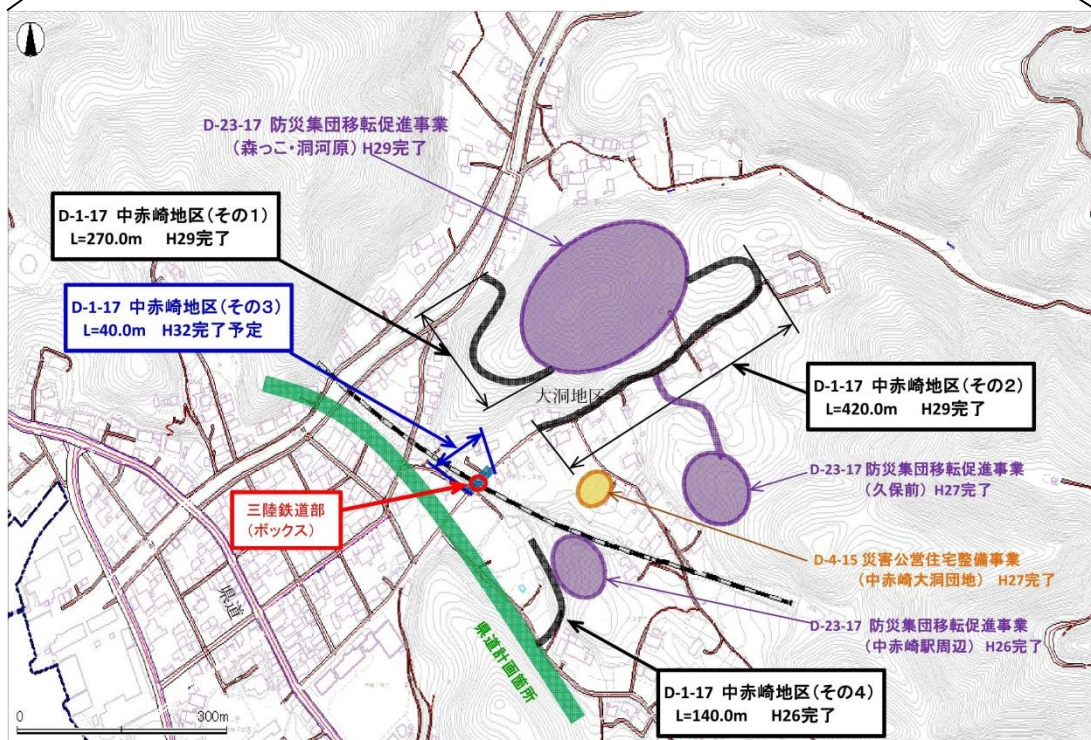 D-23-17 防災集団移転促進事業
（森っこ・洞河原） H29完了
D-1-17 中赤崎地区（その１）
L=270.0m H29完了
D-1-17 中赤崎地区（その３）
L=40.0m H32完了予定
大洞地区
D-1-17 中赤崎地区（その２）
L=420.0m H29完了
D-23-17 防災集団移転促進事業
（久保前） H27完了
三陸鉄道部
（ボックス）
D-4-15 災害公営住宅整備事業
（中赤崎大洞団地） H27完了
県道
D-23-17 防災集団移転促進事業
（中赤崎駅周辺） H26完了
県道計画箇所
D-1-17 中赤崎地区（その４）
L=140.0m H26完了
0 300m